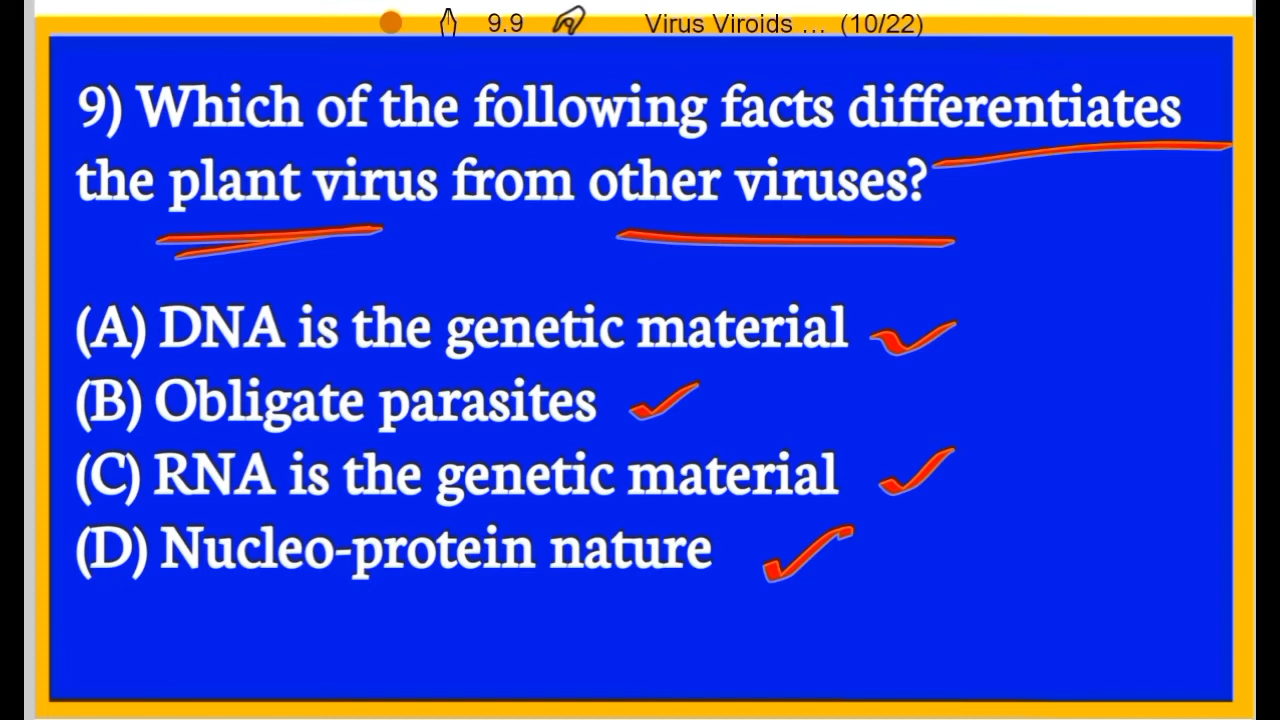 9.9 Virus Viroids ... (10/22)
9) Which of the following facts differentiates
the plant virus from other viruses?
(A) DNA is the genetic material
(B) Obligate parasites
(C) RNA is the genetic material
(D) Nucleo-protein nature